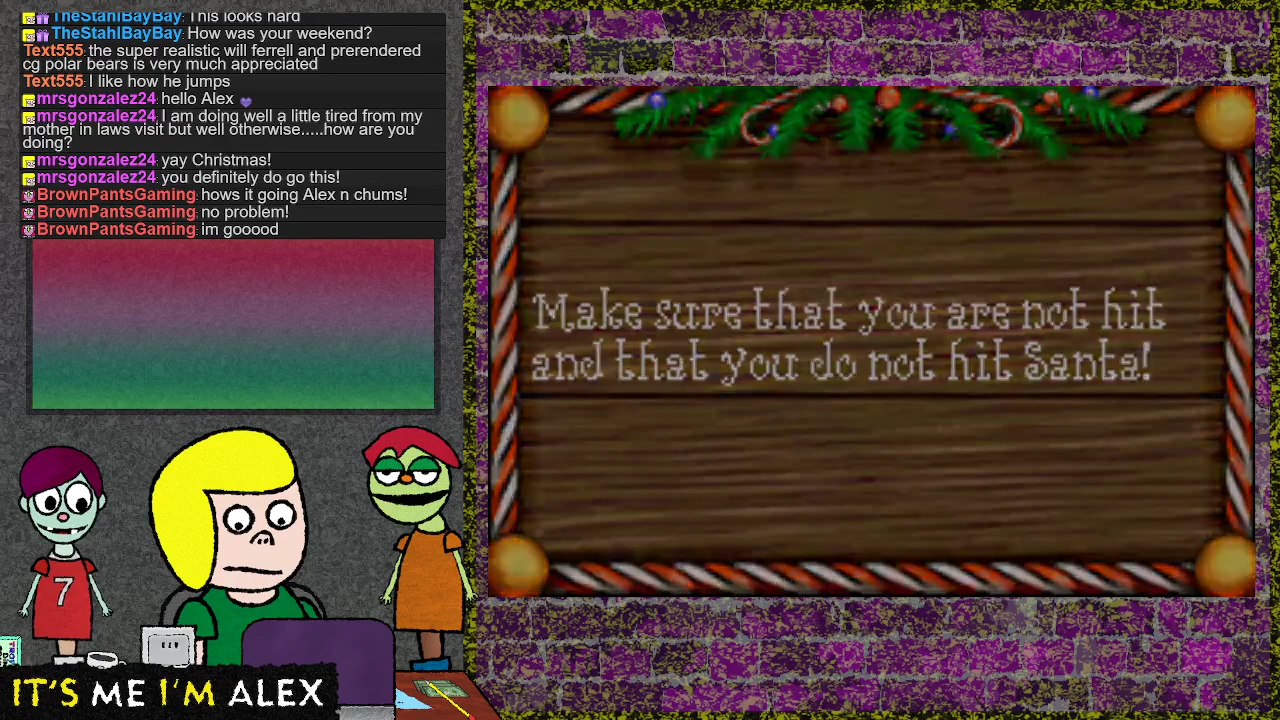 TheStahlBayBay: This looks hard
TheStahlBayBay: How was your weekend?
Text555: the super realistic will ferrell and prerendered
cg polar bears is very much appreciated
Text555: I like how he jumps
mrsgonzalez24: hello Alex
mrsgonzalez24: I am doing well a little tired from my
mother in laws visit but well otherwise.....how are you
doing?
mrsgonzalez24: yay Christmas!
mrsgonzalez24: you definitely do go this!
BrownPantsGaming: hows it going Alex n chums!
BrownPantsGaming: no problem!
BrownPantsGaming: im gooood
Make sure that you are not hit
and that you do not hit Santa!
7
IT'S ME I'M ALEX